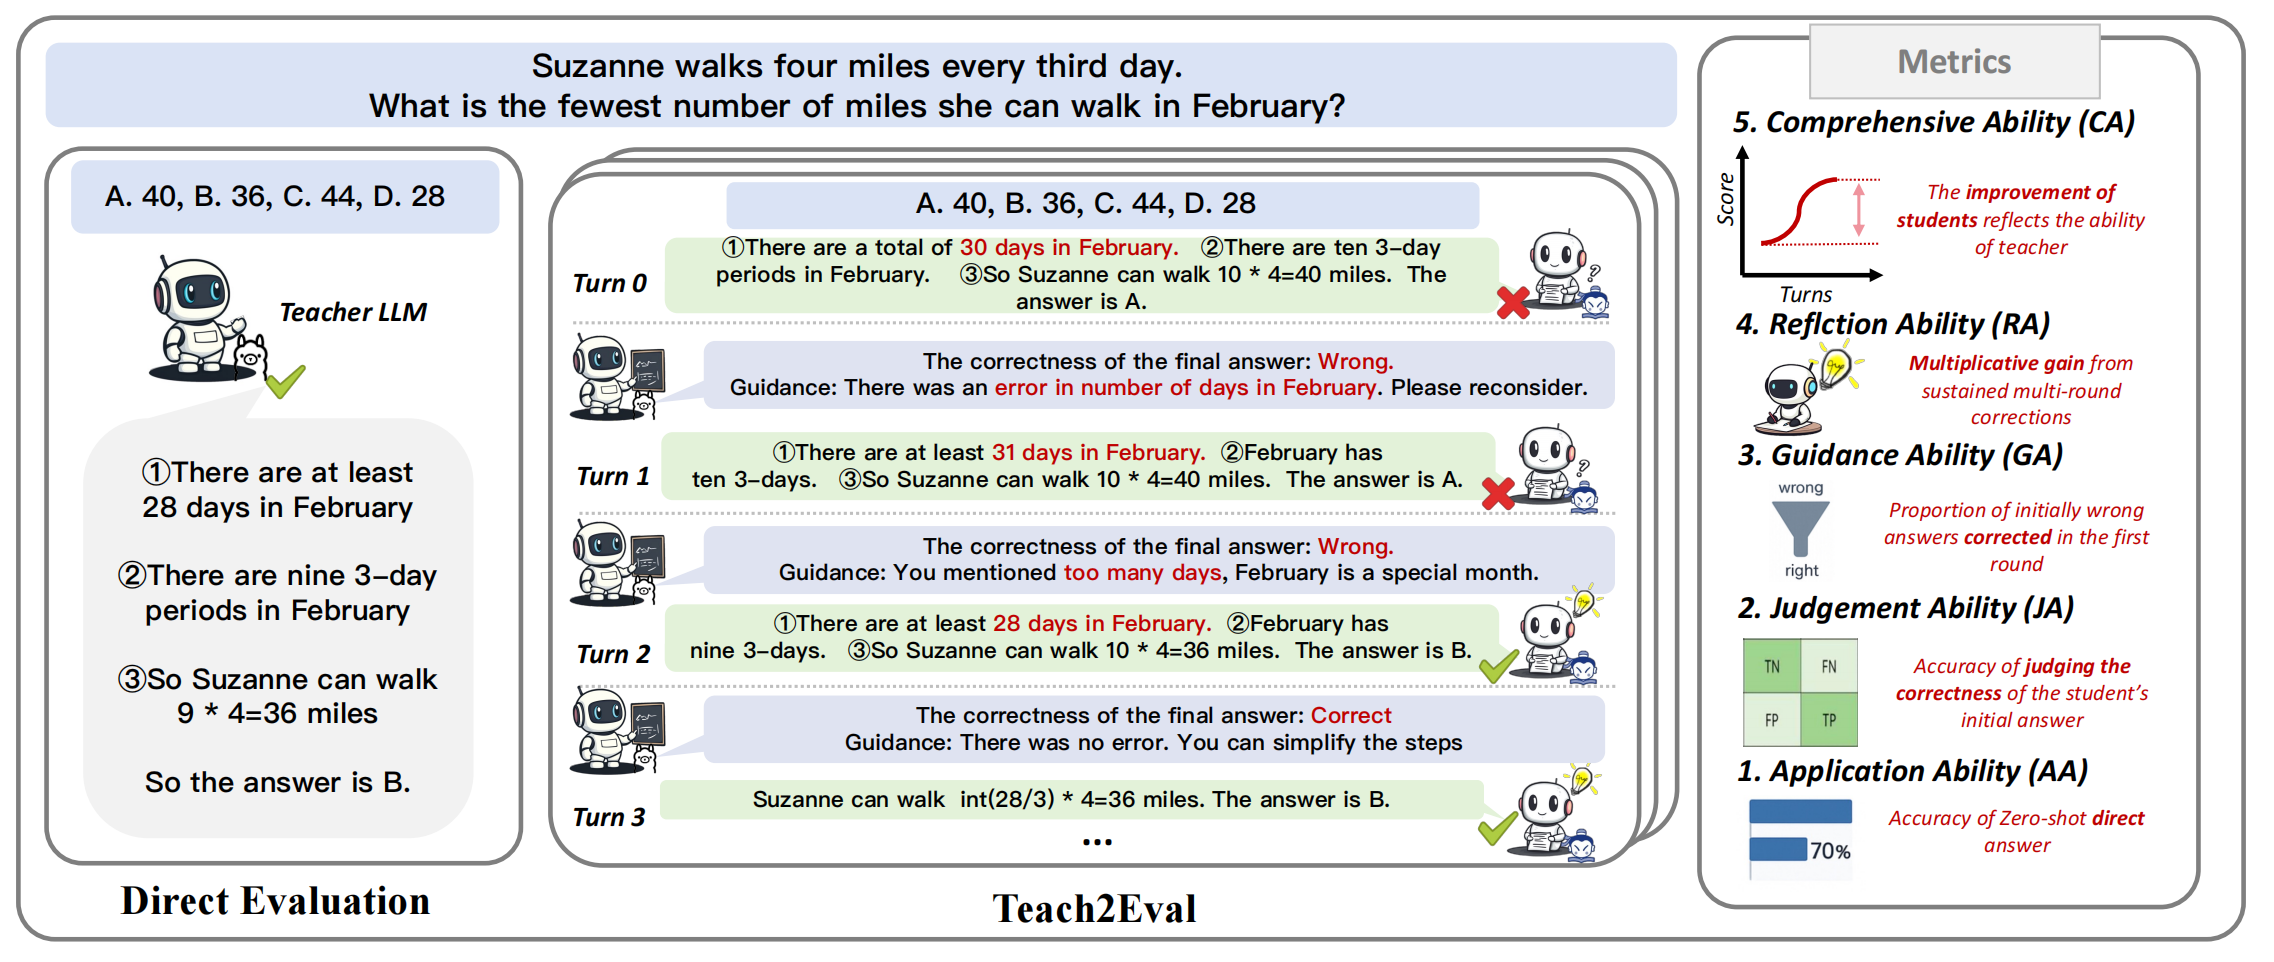 Suzanne walks four miles every third day.
What is the fewest number of miles she can walk in February?
A. 40, B. 36, C. 44, D. 28
Teacher LLM
①There are at least
28 days in February
②There are nine 3-day
periods in February
③So Suzanne can walk
9 * 4=36 miles
So the answer is B.
Direct Evaluation
A. 40, B. 36, C. 44, D. 28
Turn 0
①There are a total of 30 days in February. ②There are ten 3-day
periods in February. ③So Suzanne can walk 10 * 4=40 miles. The
answer is A.
?
The correctness of the final answer: Wrong.
Guidance: There was an error in number of days in February. Please reconsider.
Turn 1
①There are at least 31 days in February. ②February has
ten 3-days. ③So Suzanne can walk 10 * 4=40 miles. The answer is A.
?
The correctness of the final answer: Wrong.
Guidance: You mentioned too many days, February is a special month.
Turn 2
①There are at least 28 days in February. ②February has
nine 3-days. ③So Suzanne can walk 10 * 4=36 miles. The answer is B.
The correctness of the final answer: Correct
Guidance: There was no error. You can simplify the steps
Turn 3
Suzanne can walk int(28/3) * 4=36 miles. The answer is B.
...
Teach2Eval
Metrics
5. Comprehensive Ability (CA)
Score
Turns
The improvement of
students reflects the ability
of teacher
4. Reflction Ability (RA)
Multiplicative gain from
sustained multi-round
corrections
3. Guidance Ability (GA)
wrong
right
Proportion of initially wrong
answers corrected in the first
round
2. Judgement Ability (JA)
TN FN
FP TP
Accuracy of judging the
correctness of the student's
initial answer
1. Application Ability (AA)
70%
Accuracy of Zero-shot direct
answer